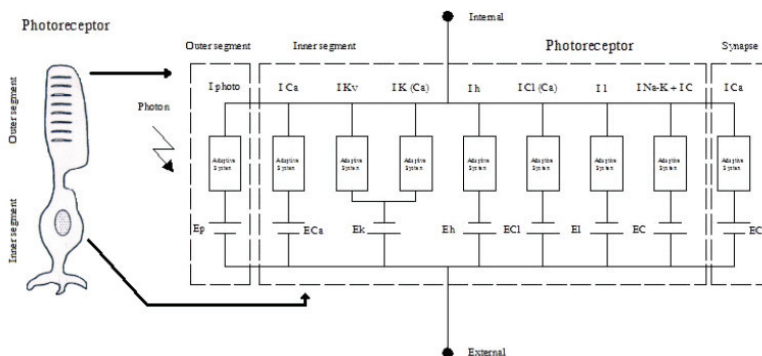 Photoreceptor
Outer segment
Inner segment
Photon
Internal
Outer segment
Inner segment
Photoreceptor
Synapse
I photo
I Ca
I Kv
I K (Ca)
I h
I Cl (Ca)
I l
I Na-K + IC
I Ca
Adaptive
System
Adaptive
System
Adaptive
System
Adaptive
System
Adaptive
System
Adaptive
System
Adaptive
System
Adaptive
System
Adaptive
System
Ep
ECa
Ek
Eh
ECl
El
EC
EC
External